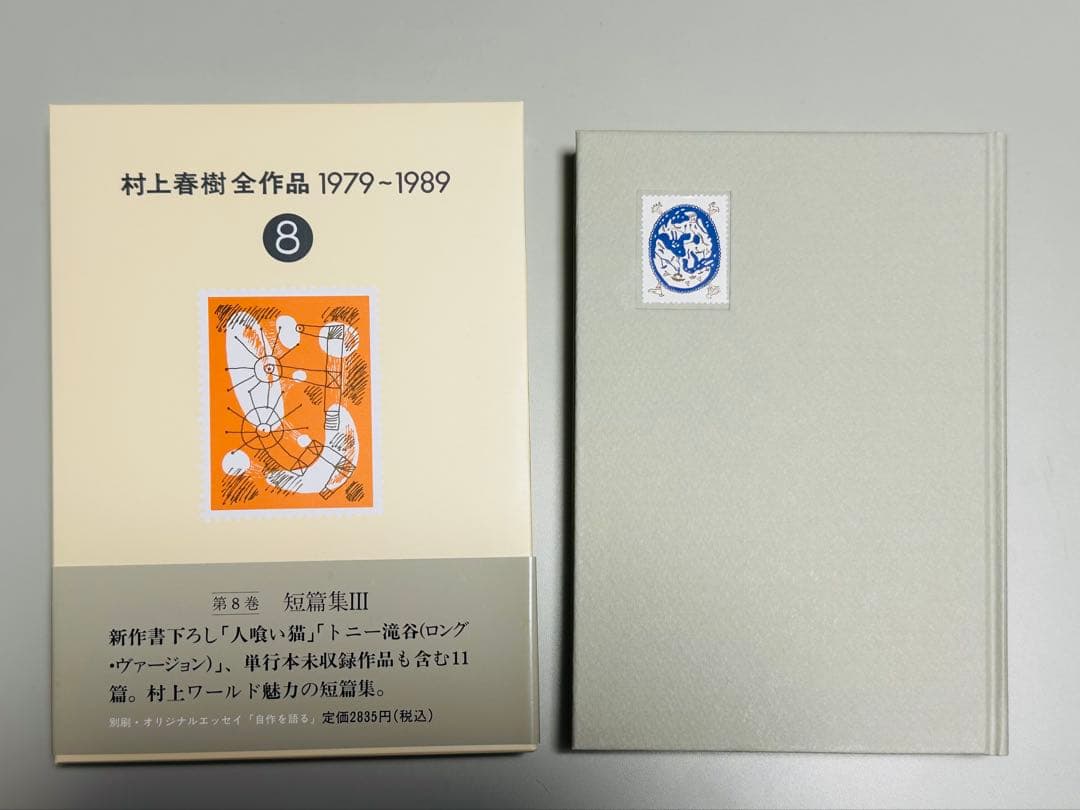 村上春樹 全作品 1979~1989
8
第8巻 短篇集III
新作書下ろし「人喰い猫」「トニー滝谷(ロング
・ヴァージョン)」、単行本未収録作品も含む11
篇。村上ワールド魅力の短篇集。
別刷・オリジナルエッセイ「自作を語る」 定価2835円(税込)